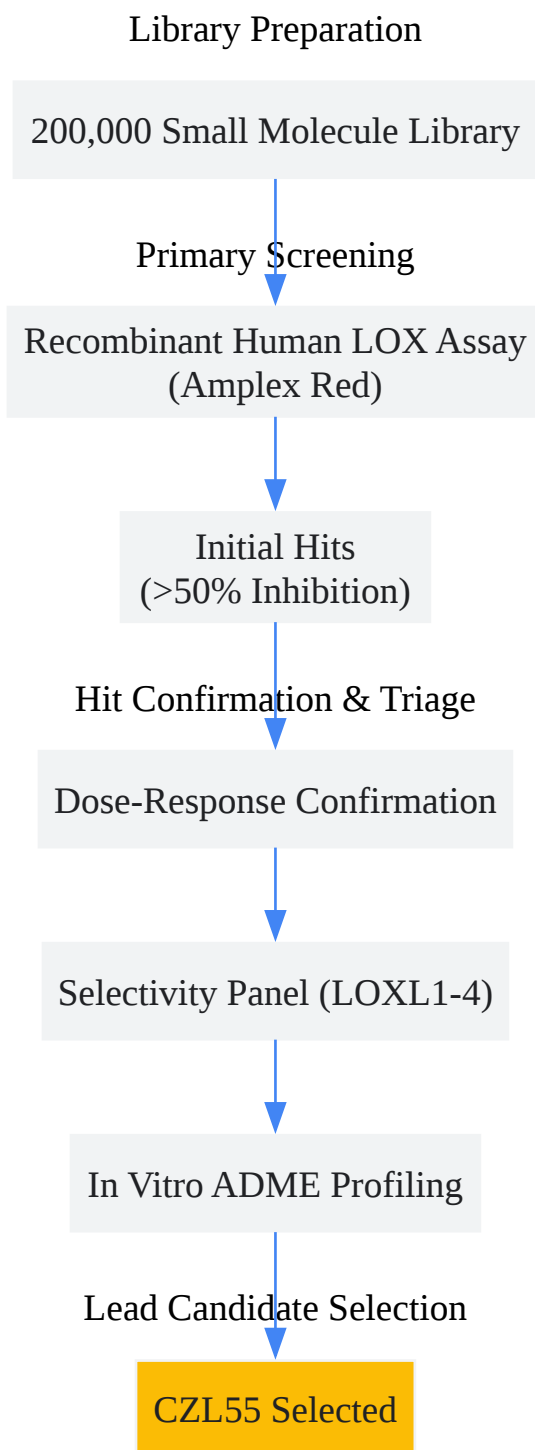 Library Preparation
200,000 Small Molecule Library
Primary Screening
Recombinant Human LOX Assay
(Amplex Red)
Initial Hits
(>50% Inhibition)
Hit Confirmation & Triage
Dose-Response Confirmation
Selectivity Panel (LOXL1-4)
In Vitro ADME Profiling
Lead Candidate Selection
CZL55 Selected